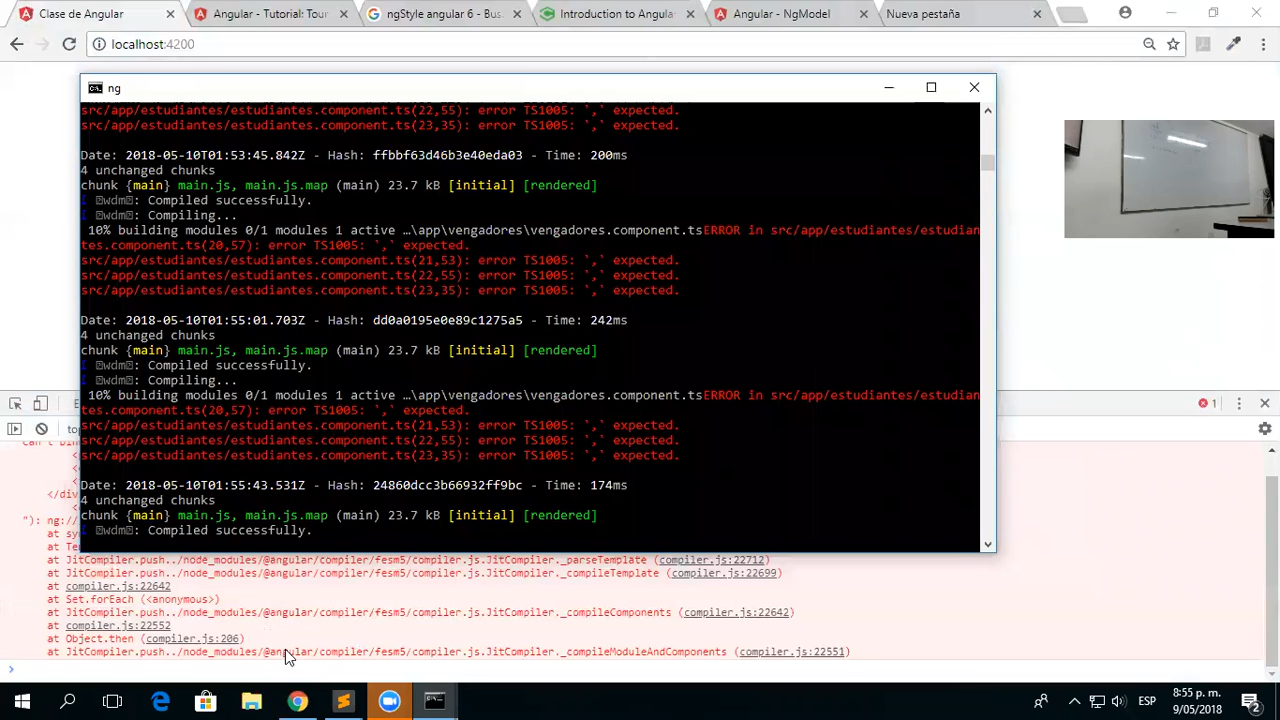 Clase de Angular
Angular - Tutorial: Tour
ngStyle angular 6 - Bus
Introduction to Angula
Angular - NgModel
Nueva pestaña
localhost:4200
ng
src/app/estudiantes/estudiantes.component.ts(22,55): error TS1005: ',' expected.
src/app/estudiantes/estudiantes.component.ts(23,35): error TS1005: ',' expected.
Date: 2018-05-10T01:53:45.842Z - Hash: ffbbf63d46b3e40eda03 - Time: 200ms
4 unchanged chunks
chunk {main} main.js, main.js.map (main) 23.7 kB [initial] [rendered]
i wdm: Compiled successfully.
i wdm: Compiling...
10% building modules 0/1 modules 1 active …\app\vengadores\vengadores.component.tsERROR in src/app/estudiantes/estudian
tes.component.ts(20,57): error TS1005: ',' expected.
src/app/estudiantes/estudiantes.component.ts(21,53): error TS1005: ',' expected.
src/app/estudiantes/estudiantes.component.ts(22,55): error TS1005: ',' expected.
src/app/estudiantes/estudiantes.component.ts(23,35): error TS1005: ',' expected.
Date: 2018-05-10T01:55:01.703Z - Hash: dd0a0195e0e89c1275a5 - Time: 242ms
4 unchanged chunks
chunk {main} main.js, main.js.map (main) 23.7 kB [initial] [rendered]
i wdm: Compiled successfully.
i wdm: Compiling...
10% building modules 0/1 modules 1 active …\app\vengadores\vengadores.component.tsERROR in src/app/estudiantes/estudian
tes.component.ts(20,57): error TS1005: ',' expected.
src/app/estudiantes/estudiantes.component.ts(21,53): error TS1005: ',' expected.
src/app/estudiantes/estudiantes.component.ts(22,55): error TS1005: ',' expected.
src/app/estudiantes/estudiantes.component.ts(23,35): error TS1005: ',' expected.
Date: 2018-05-10T01:55:43.531Z - Hash: 24860dcc3b66932ff9bc - Time: 174ms
4 unchanged chunks
chunk {main} main.js, main.js.map (main) 23.7 kB [initial] [rendered]
i wdm: Compiled successfully.
1
top
</div>
"): ng://
at sy
at Te
at JitCompiler.push../node_modules/@angular/compiler/fesm5/compiler.js.JitCompiler._parseTemplate (compiler.js:22712)
at JitCompiler.push../node_modules/@angular/compiler/fesm5/compiler.js.JitCompiler._compileTemplate (compiler.js:22699)
at compiler.js:22642
at Set.forEach (<anonymous>)
at JitCompiler.push../node_modules/@angular/compiler/fesm5/compiler.js.JitCompiler._compileComponents (compiler.js:22642)
at compiler.js:22552
at Object.then (compiler.js:206)
at JitCompiler.push../node_modules/@angular/compiler/fesm5/compiler.js.JitCompiler._compileModuleAndComponents (compiler.js:22551)
ESP
8:55 p. m.
9/05/2018
2